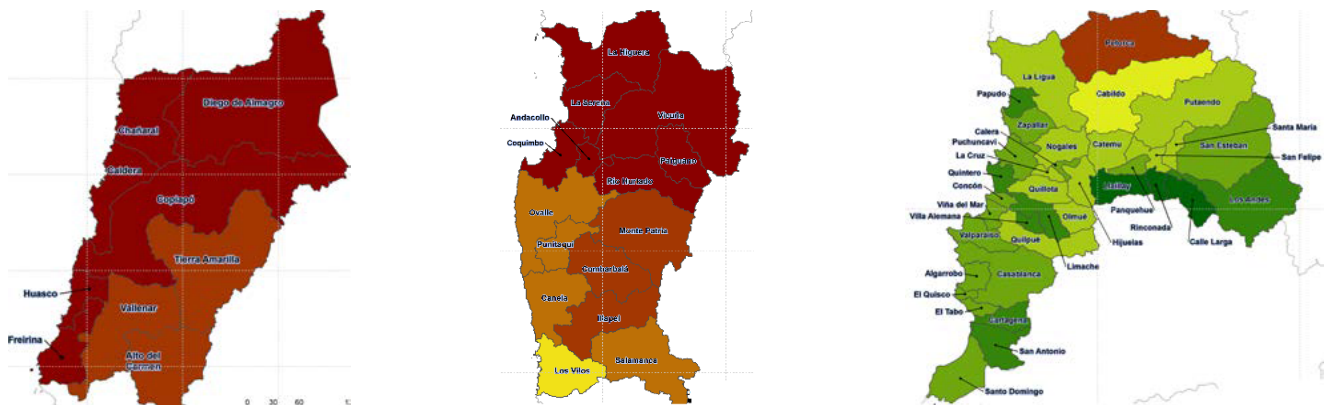 Diego de Almagro
Chañaral
Caldera
Copiapó
Tierra Amarilla
Huasco
Vallenar
Freirina
Alto del
Carmen
0 30 60
La Higuera
La Serena
Andacollo
Vicuña
Coquimbo
Paiguano
Río Hurtado
Ovalle
Monte Patria
Punitaqui
Combarbalá
Canela
Illapel
Salamanca
Los Vilos
Petorca
La Ligua
Cabildo
Papudo
Putaendo
Zapallar
Santa María
Calera
Nogales
Catemu
San Esteban
Puchuncaví
San Felipe
La Cruz
Quintero
Quillota
Llaillay
Los Andes
Concón
Panquehue
Viña del Mar
Olmué
Rinconada
Villa Alemana
Valparaíso
Quilpué
Hijuelas
Calle Larga
Limache
Algarrobo
Casablanca
El Quisco
El Tabo
Cartagena
San Antonio
Santo Domingo